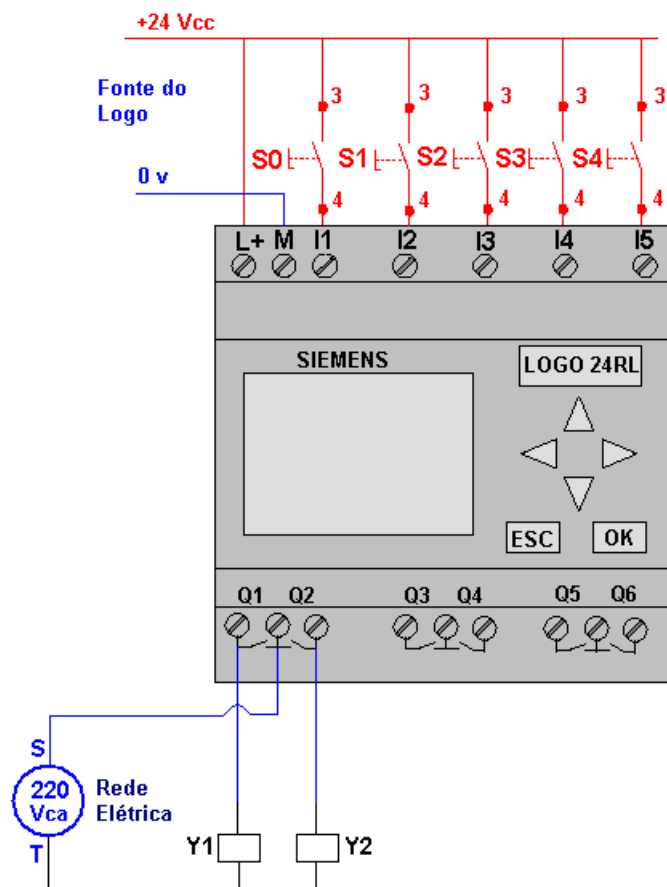 +24 Vcc
Fonte do
Logo
3 3 3 3 3
S0 S1 S2 S3 S4
4 4 4 4 4
0 v
L+ M I1 I2 I3 I4 I5
SIEMENS
LOGO 24RL
ESC OK
Q1 Q2 Q3 Q4 Q5 Q6
S
220
Vca
Rede
Elétrica
T
Y1 Y2